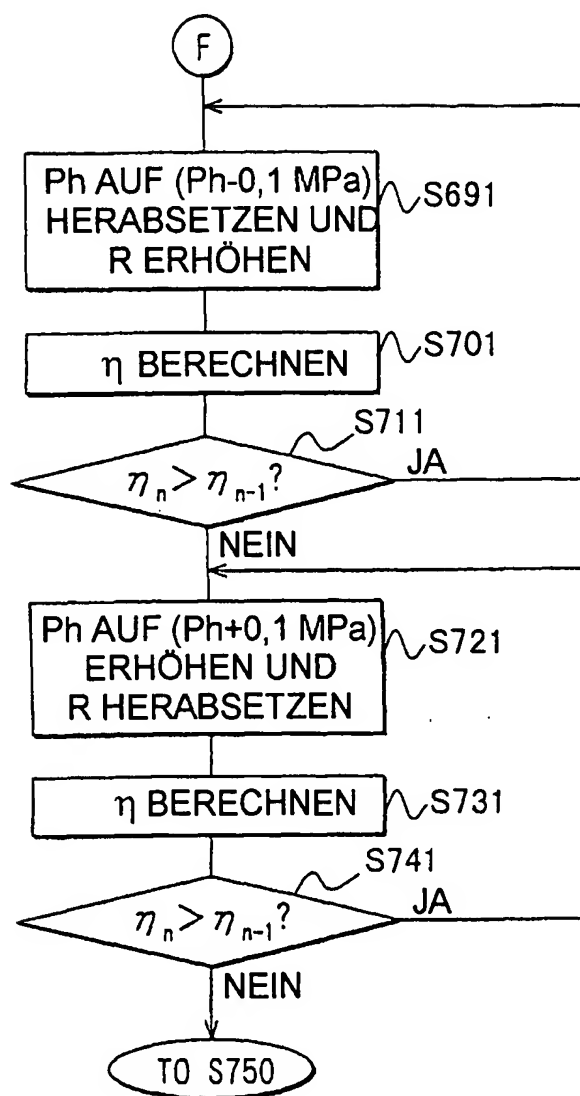 F
Ph AUF (Ph-0,1 MPa)
HERABSETZEN UND
R ERHÖHEN
S691
η BERECHNEN
S701
S711
ηn > ηn-1?
JA
NEIN
Ph AUF (Ph+0,1 MPa)
ERHÖHEN UND
R HERABSETZEN
S721
η BERECHNEN
S731
S741
ηn > ηn-1?
JA
NEIN
TO S750